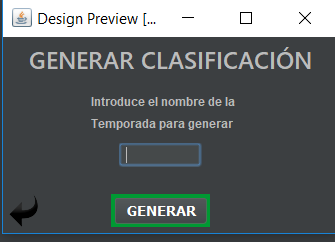 Design Preview [...
GENERAR CLASIFICACIÓN
Introduce el nombre de la
Temporada para generar
GENERAR